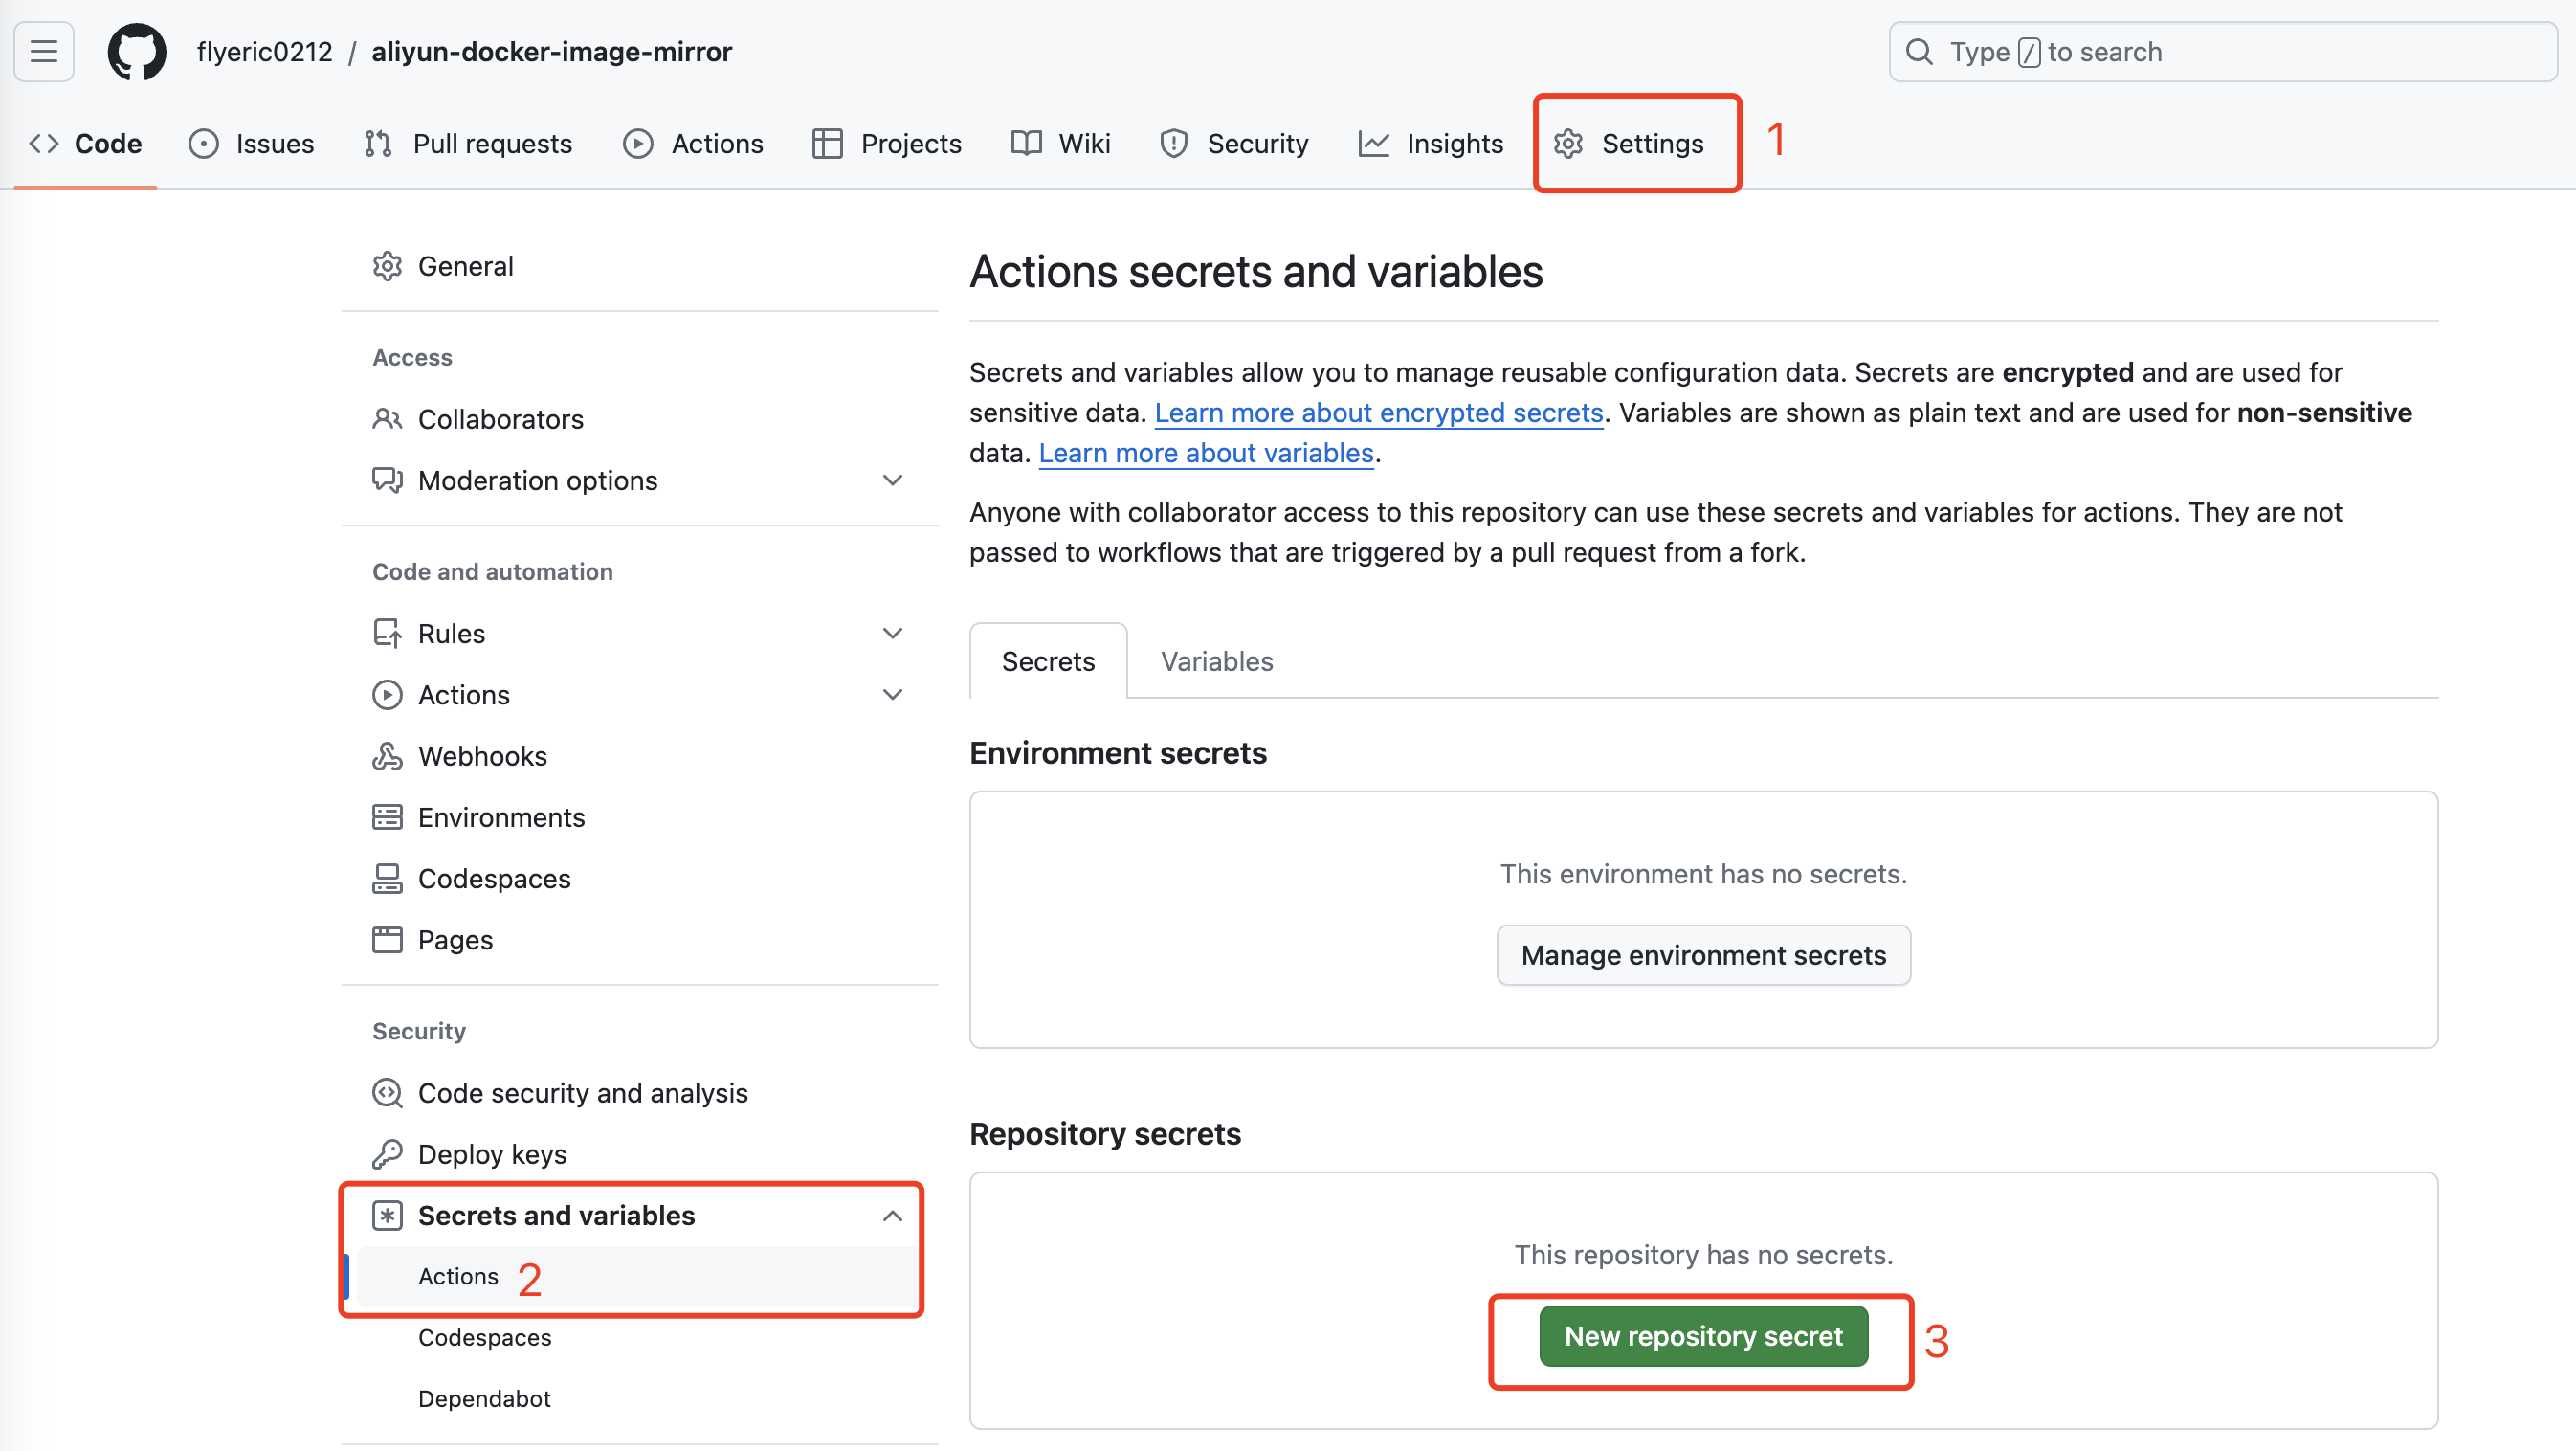 flyeric0212 / aliyun-docker-image-mirror
Type / to search
Code Issues Pull requests Actions Projects Wiki Security Insights Settings 1
General
Access
Collaborators
Moderation options
Code and automation
Rules
Actions
Webhooks
Environments
Codespaces
Pages
Security
Code security and analysis
Deploy keys
Secrets and variables
Actions 2
Codespaces
Dependabot
Actions secrets and variables
Secrets and variables allow you to manage reusable configuration data. Secrets are encrypted and are used for
sensitive data. Learn more about encrypted secrets. Variables are shown as plain text and are used for non-sensitive
data. Learn more about variables.
Anyone with collaborator access to this repository can use these secrets and variables for actions. They are not
passed to workflows that are triggered by a pull request from a fork.
Secrets Variables
Environment secrets
This environment has no secrets.
Manage environment secrets
Repository secrets
This repository has no secrets.
New repository secret 3